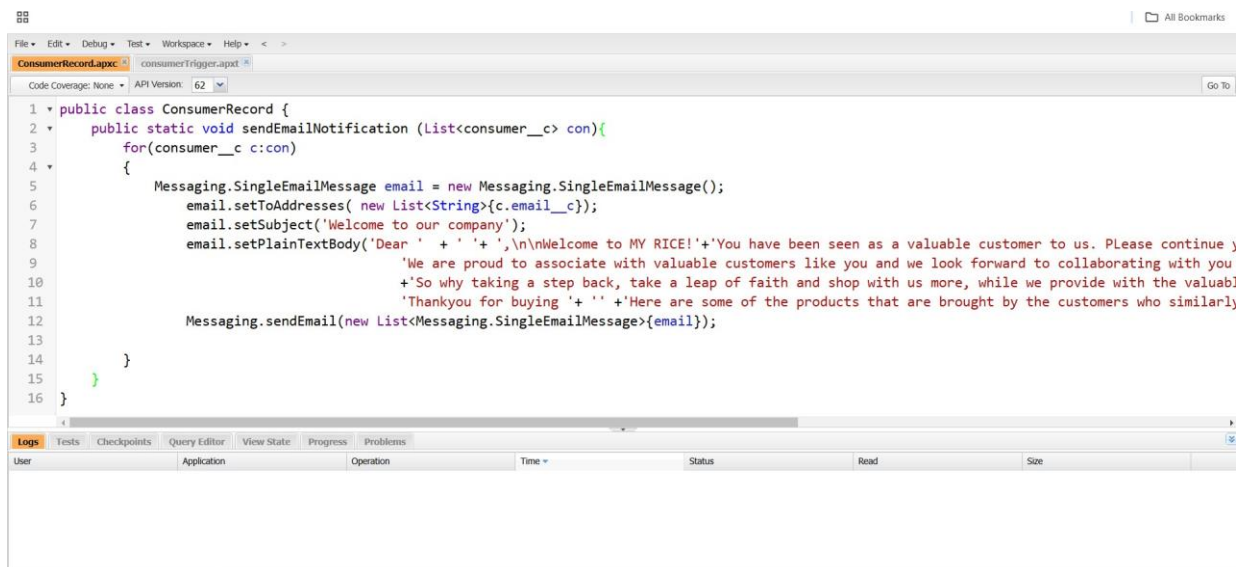 All Bookmarks
File Edit Debug Test Workspace Help < >
ConsumerRecord.apxc consumerTrigger.apxt
Code Coverage: None API Version: 62 Go To
1 public class ConsumerRecord {
2 public static void sendEmailNotification (List<consumer__c> con){
3 for(consumer__c c:con)
4 {
5 Messaging.SingleEmailMessage email = new Messaging.SingleEmailMessage();
6 email.setToAddresses( new List<String>{c.email__c});
7 email.setSubject('Welcome to our company');
8 email.setPlainTextBody('Dear ' + ' '+ ',\n\nWelcome to MY RICE!'+'You have been seen as a valuable customer to us. PLease continue y
9 'We are proud to associate with valuable customers like you and we look forward to collaborating with you
10 +'So why taking a step back, take a leap of faith and shop with us more, while we provide with the valuabl
11 'Thankyou for buying '+ '' +'Here are some of the products that are brought by the customers who similarly
12 Messaging.sendEmail(new List<Messaging.SingleEmailMessage>{email});
13
14 }
15 }
16 }
Logs Tests Checkpoints Query Editor View State Progress Problems
User Application Operation Time Status Read Size